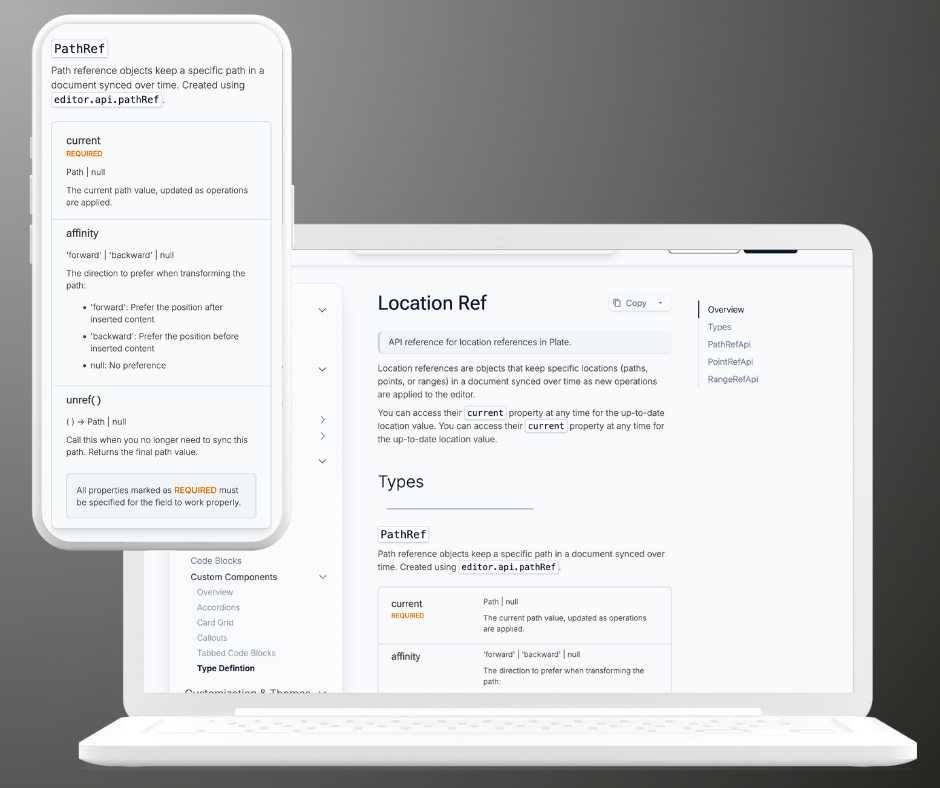 PathRef
Path reference objects keep a specific path in a
document synced over time. Created using
editor.api.pathRef.
current
REQUIRED
Path | null
The current path value, updated as operations
are applied.
affinity
'forward' | 'backward' | null
The direction to prefer when transforming the
path:
• 'forward': Prefer the position after
inserted content
• 'backward': Prefer the position before
inserted content
• null: No preference
unref()
( ) → Path | null
Call this when you no longer need to sync this
path. Returns the final path value.
All properties marked as REQUIRED must
be specified for the field to work properly.
Code Blocks
Custom Components
Overview
Accordions
Card Grid
Callouts
Tabbed Code Blocks
Type Defintion
Customization & Themes
Location Ref
Copy
API reference for location references in Plate.
Location references are objects that keep specific locations (paths,
points, or ranges) in a document synced over time as new operations
are applied to the editor.
You can access their current property at any time for the up-to-date
location value. You can access their current property at any time for
the up-to-date location value.
Types
PathRef
Path reference objects keep a specific path in a document synced over
time. Created using editor.api.pathRef.
current
REQUIRED
Path | null
The current path value, updated as operations
are applied.
affinity
'forward' | 'backward' | null
The direction to prefer when transforming the
path:
Overview
Types
PathRefApi
PointRefApi
RangeRefApi